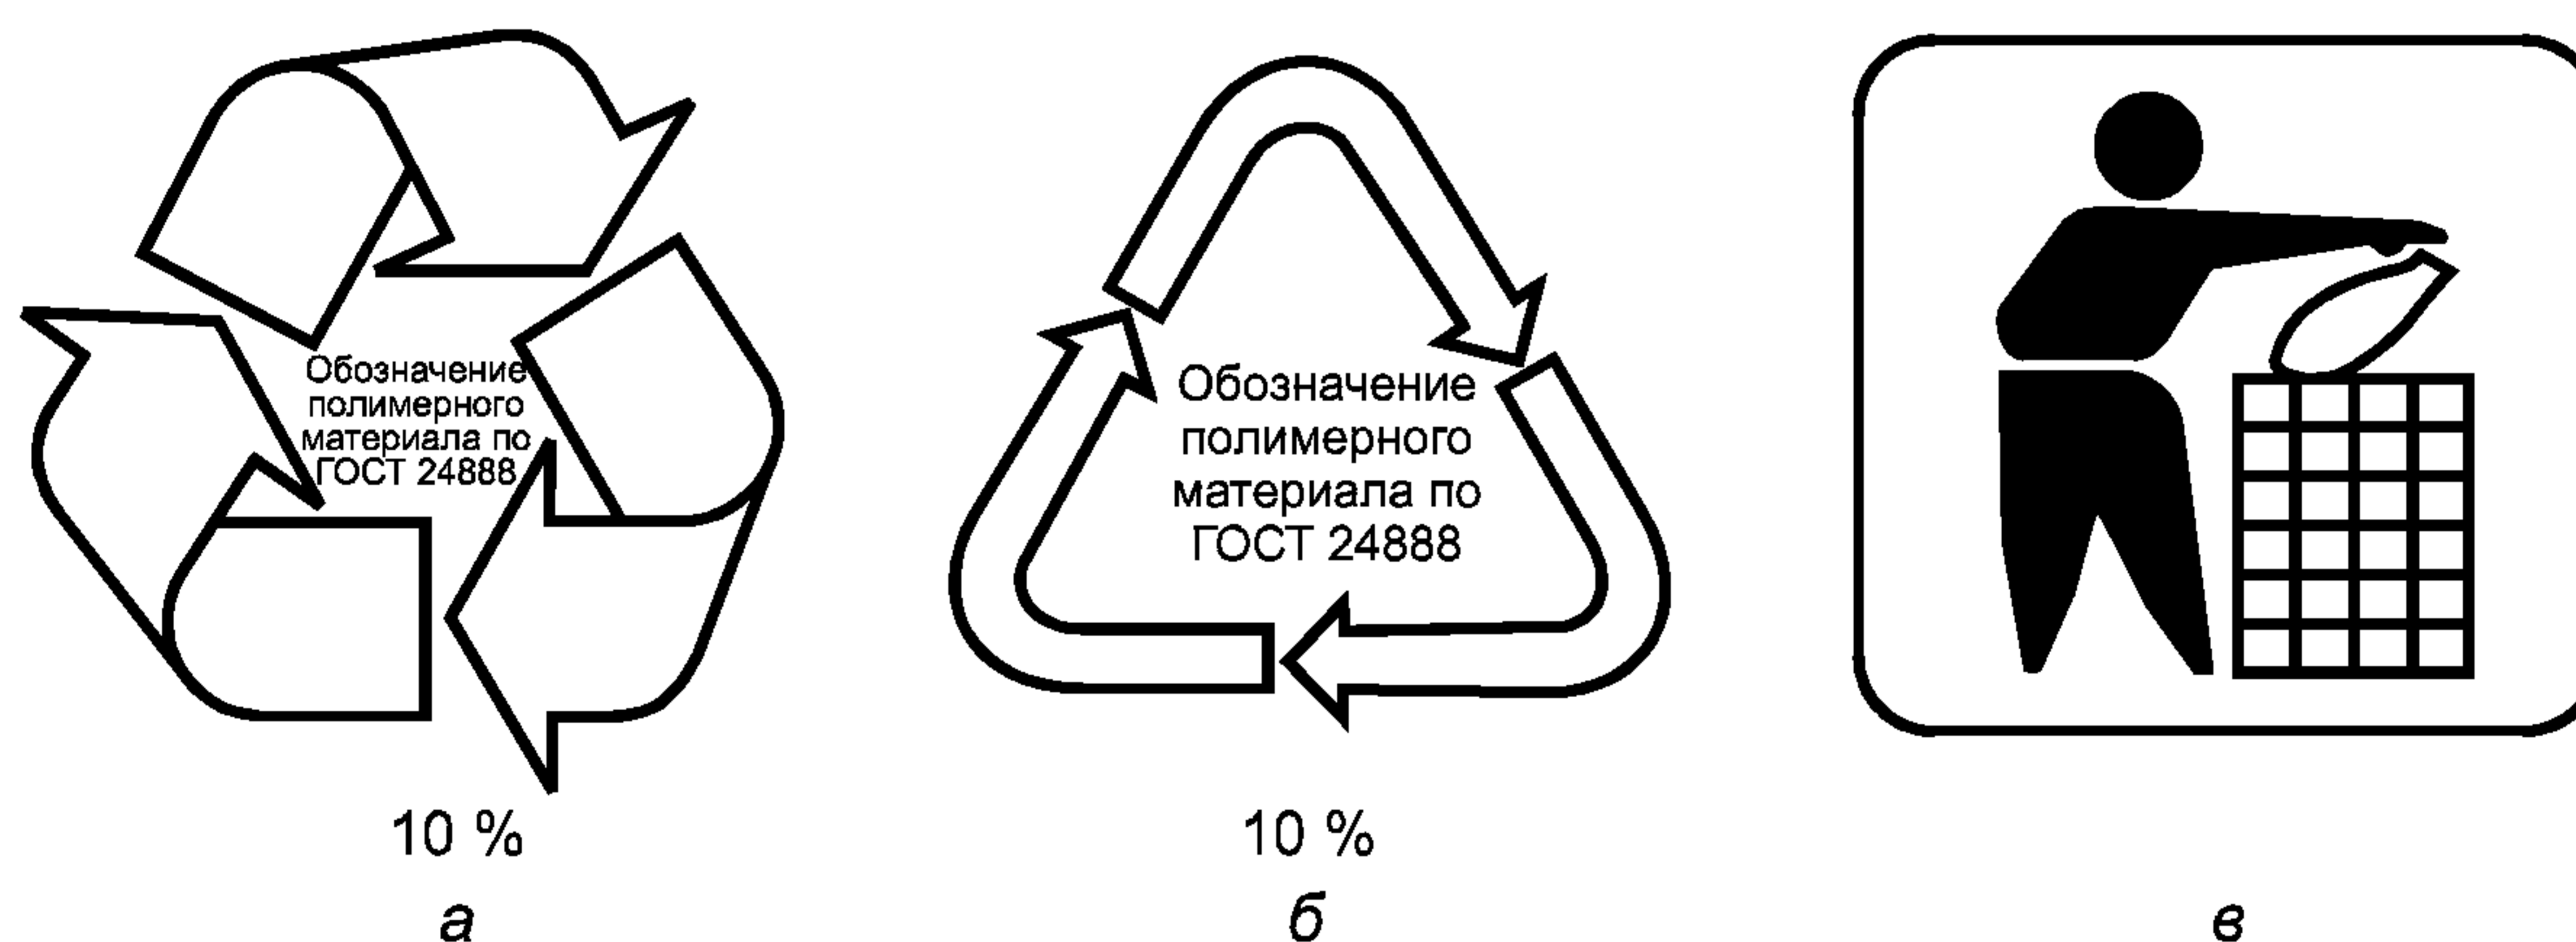 Обозначение
полимерного
материала по
ГОСТ 24888
10 %
а
Обозначение
полимерного
материала по
ГОСТ 24888
10 %
б
в